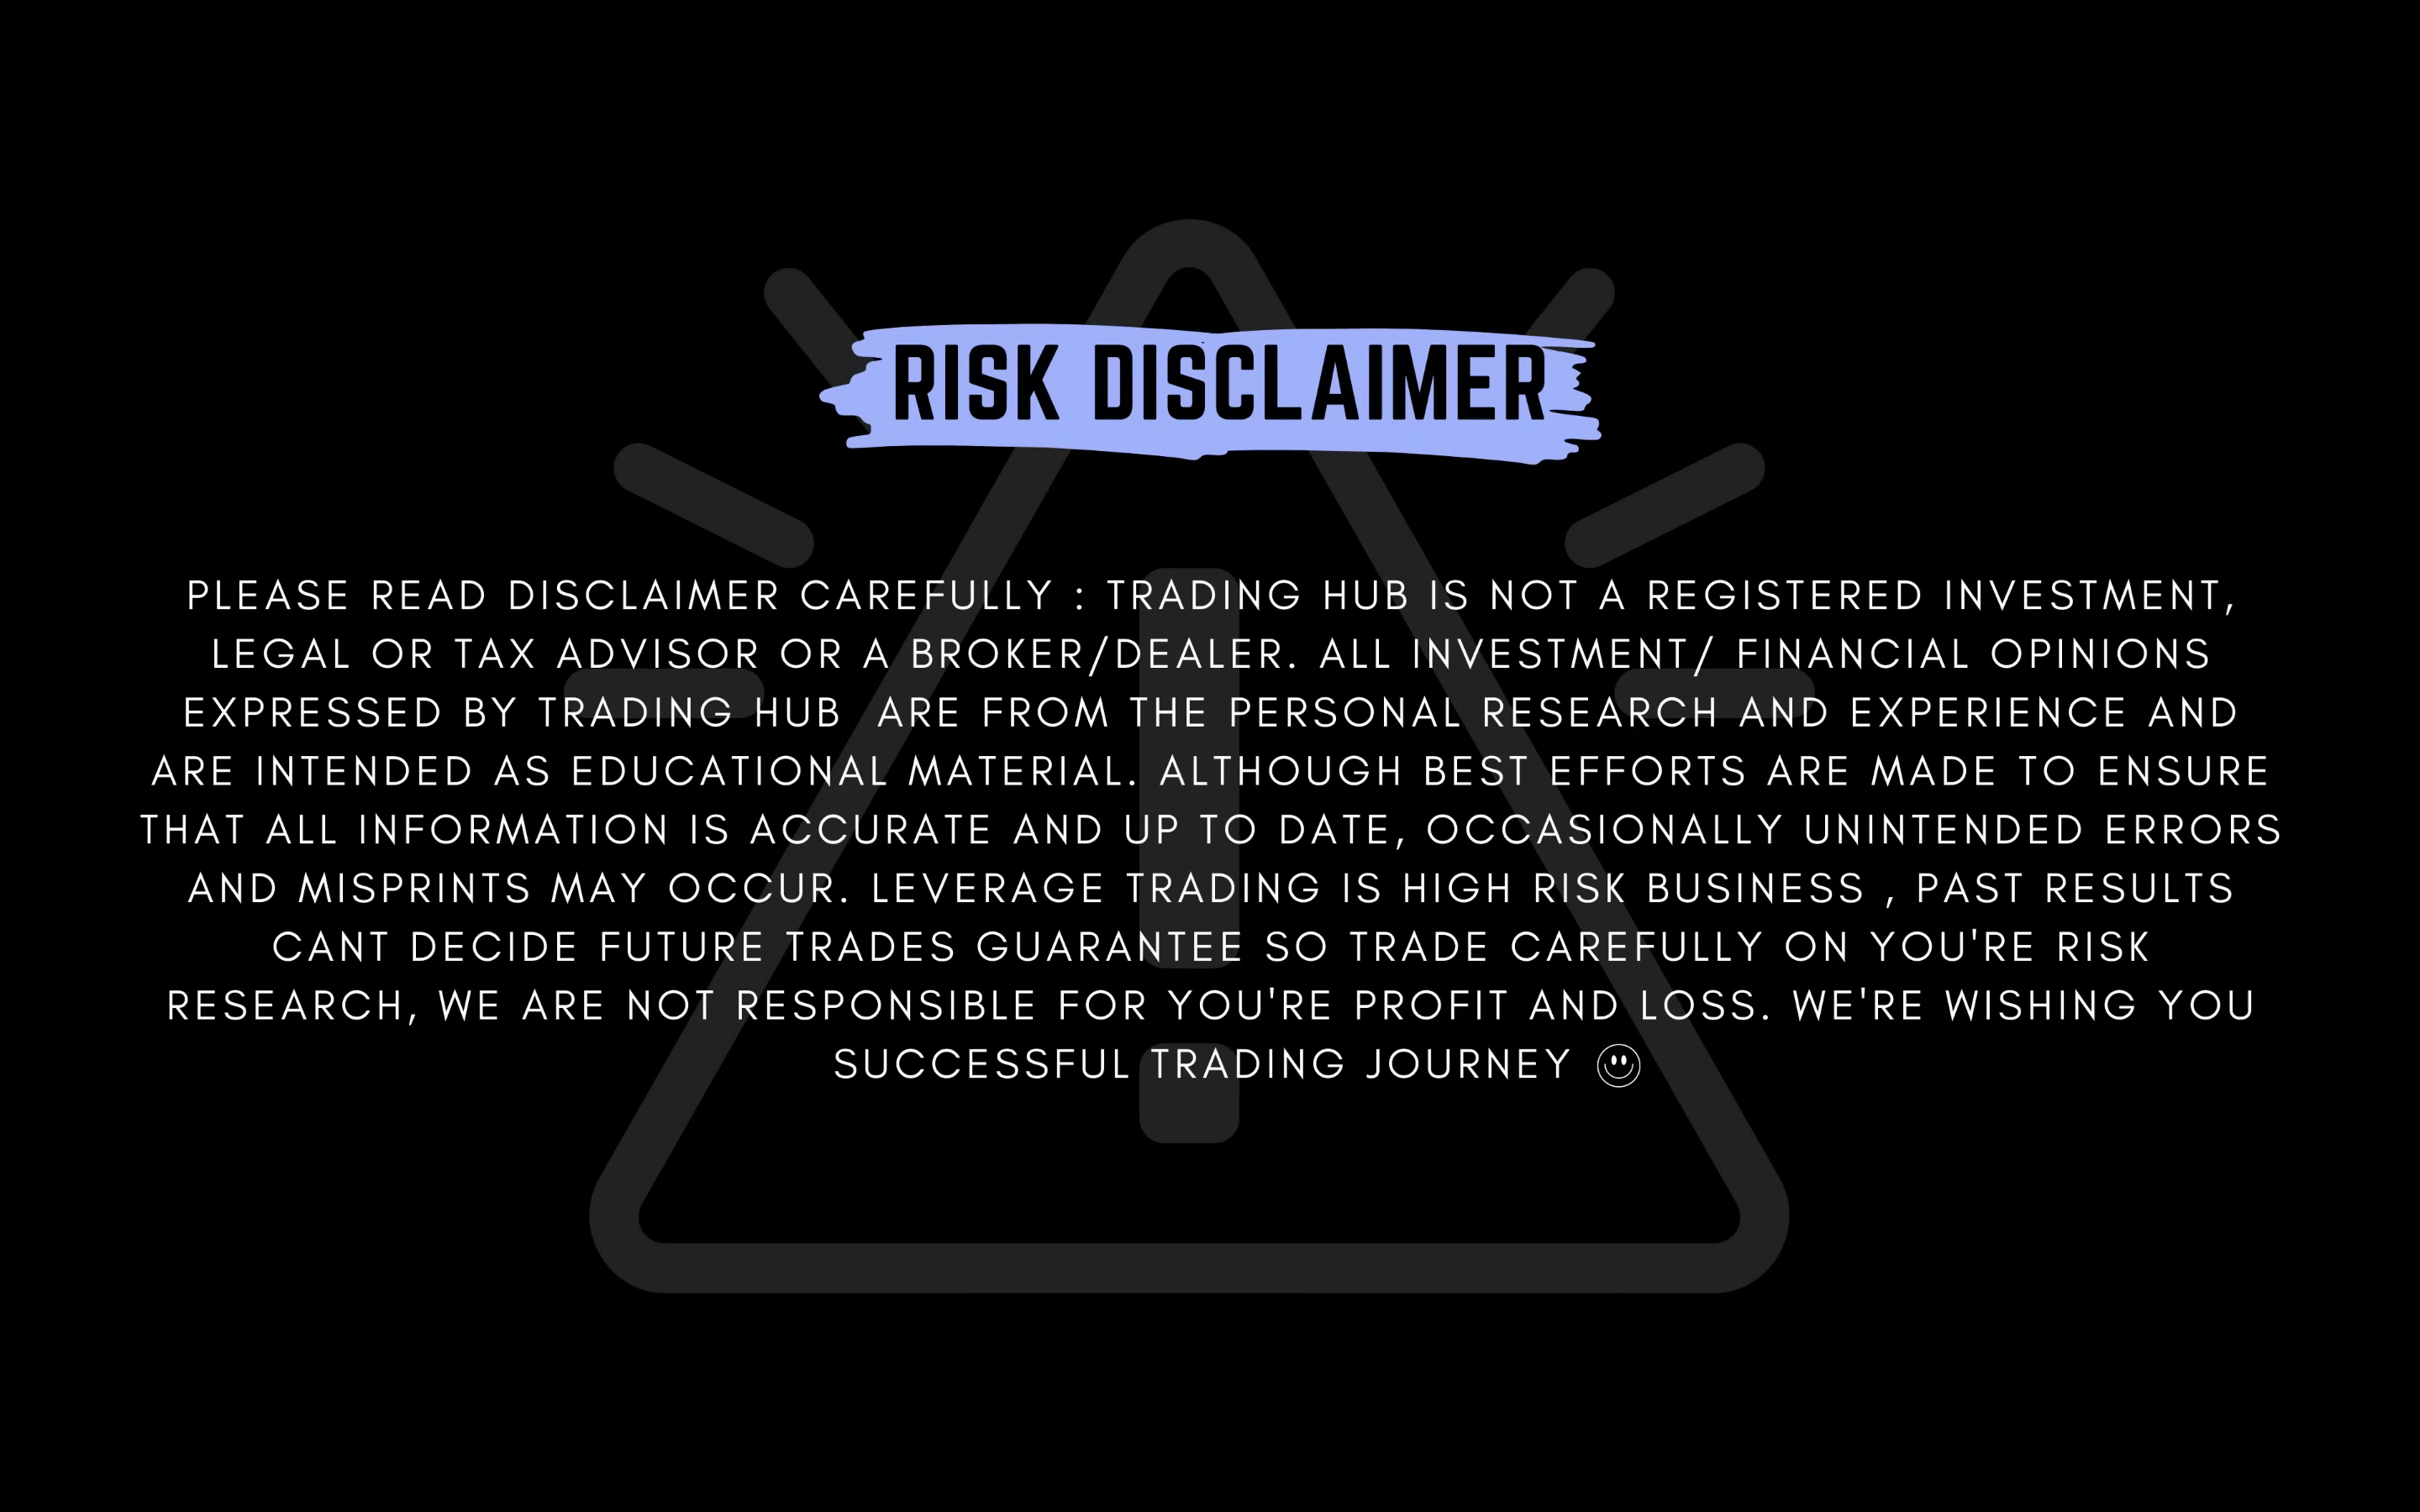 RISK DISCLAIMER
PLEASE READ DISCLAIMER CAREFULLY : TRADING HUB IS NOT A REGISTERED INVESTMENT,
LEGAL OR TAX ADVISOR OR A BROKER/DEALER. ALL INVESTMENT/ FINANCIAL OPINIONS
EXPRESSED BY TRADING HUB  ARE FROM THE PERSONAL RESEARCH AND EXPERIENCE AND
ARE INTENDED AS EDUCATIONAL MATERIAL. ALTHOUGH BEST EFFORTS ARE MADE TO ENSURE
THAT ALL INFORMATION IS ACCURATE AND UP TO DATE, OCCASIONALLY UNINTENDED ERRORS
AND MISPRINTS MAY OCCUR. LEVERAGE TRADING IS HIGH RISK BUSINESS , PAST RESULTS
CANT DECIDE FUTURE TRADES GUARANTEE SO TRADE CAREFULLY ON YOU'RE RISK
RESEARCH, WE ARE NOT RESPONSIBLE FOR YOU'RE PROFIT AND LOSS. WE'RE WISHING YOU
SUCCESSFUL TRADING JOURNEY ☺